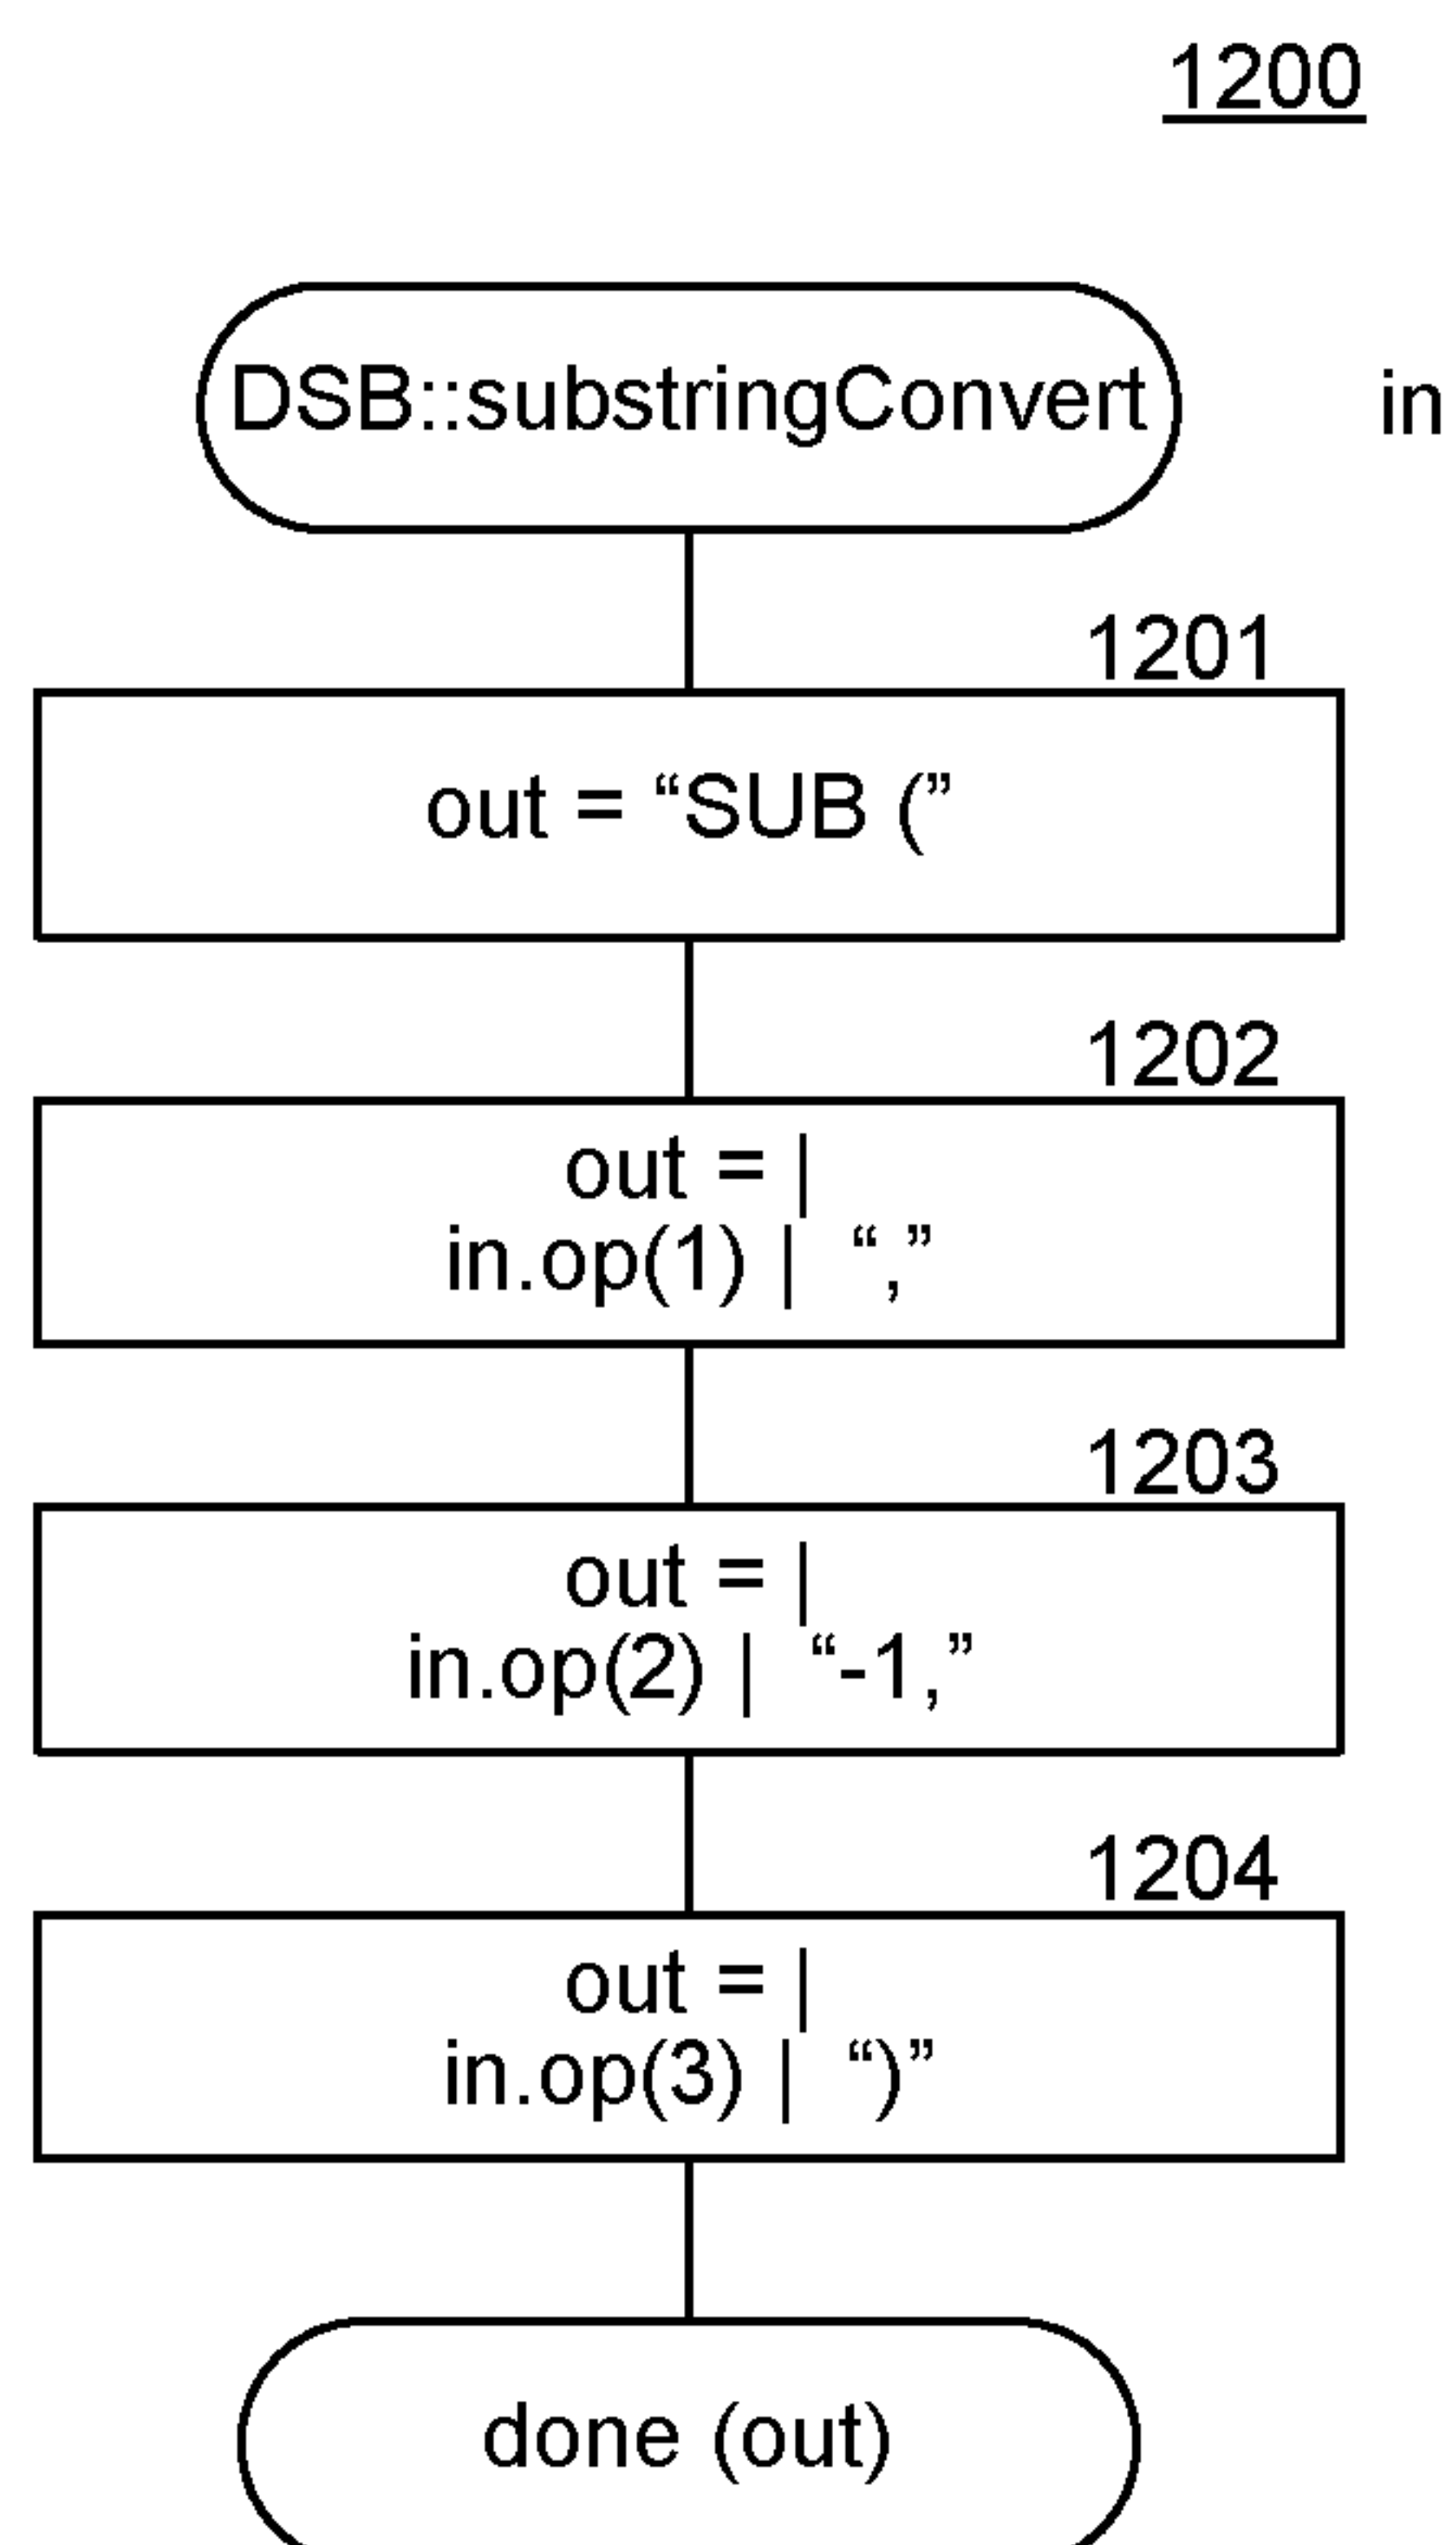 1200
DSB::substringConvert in
1201
out = “SUB (”
1202
out = |
in.op(1) | “,”
1203
out = |
in.op(2) | “-1,”
1204
out = |
in.op(3) | “)”
done (out)